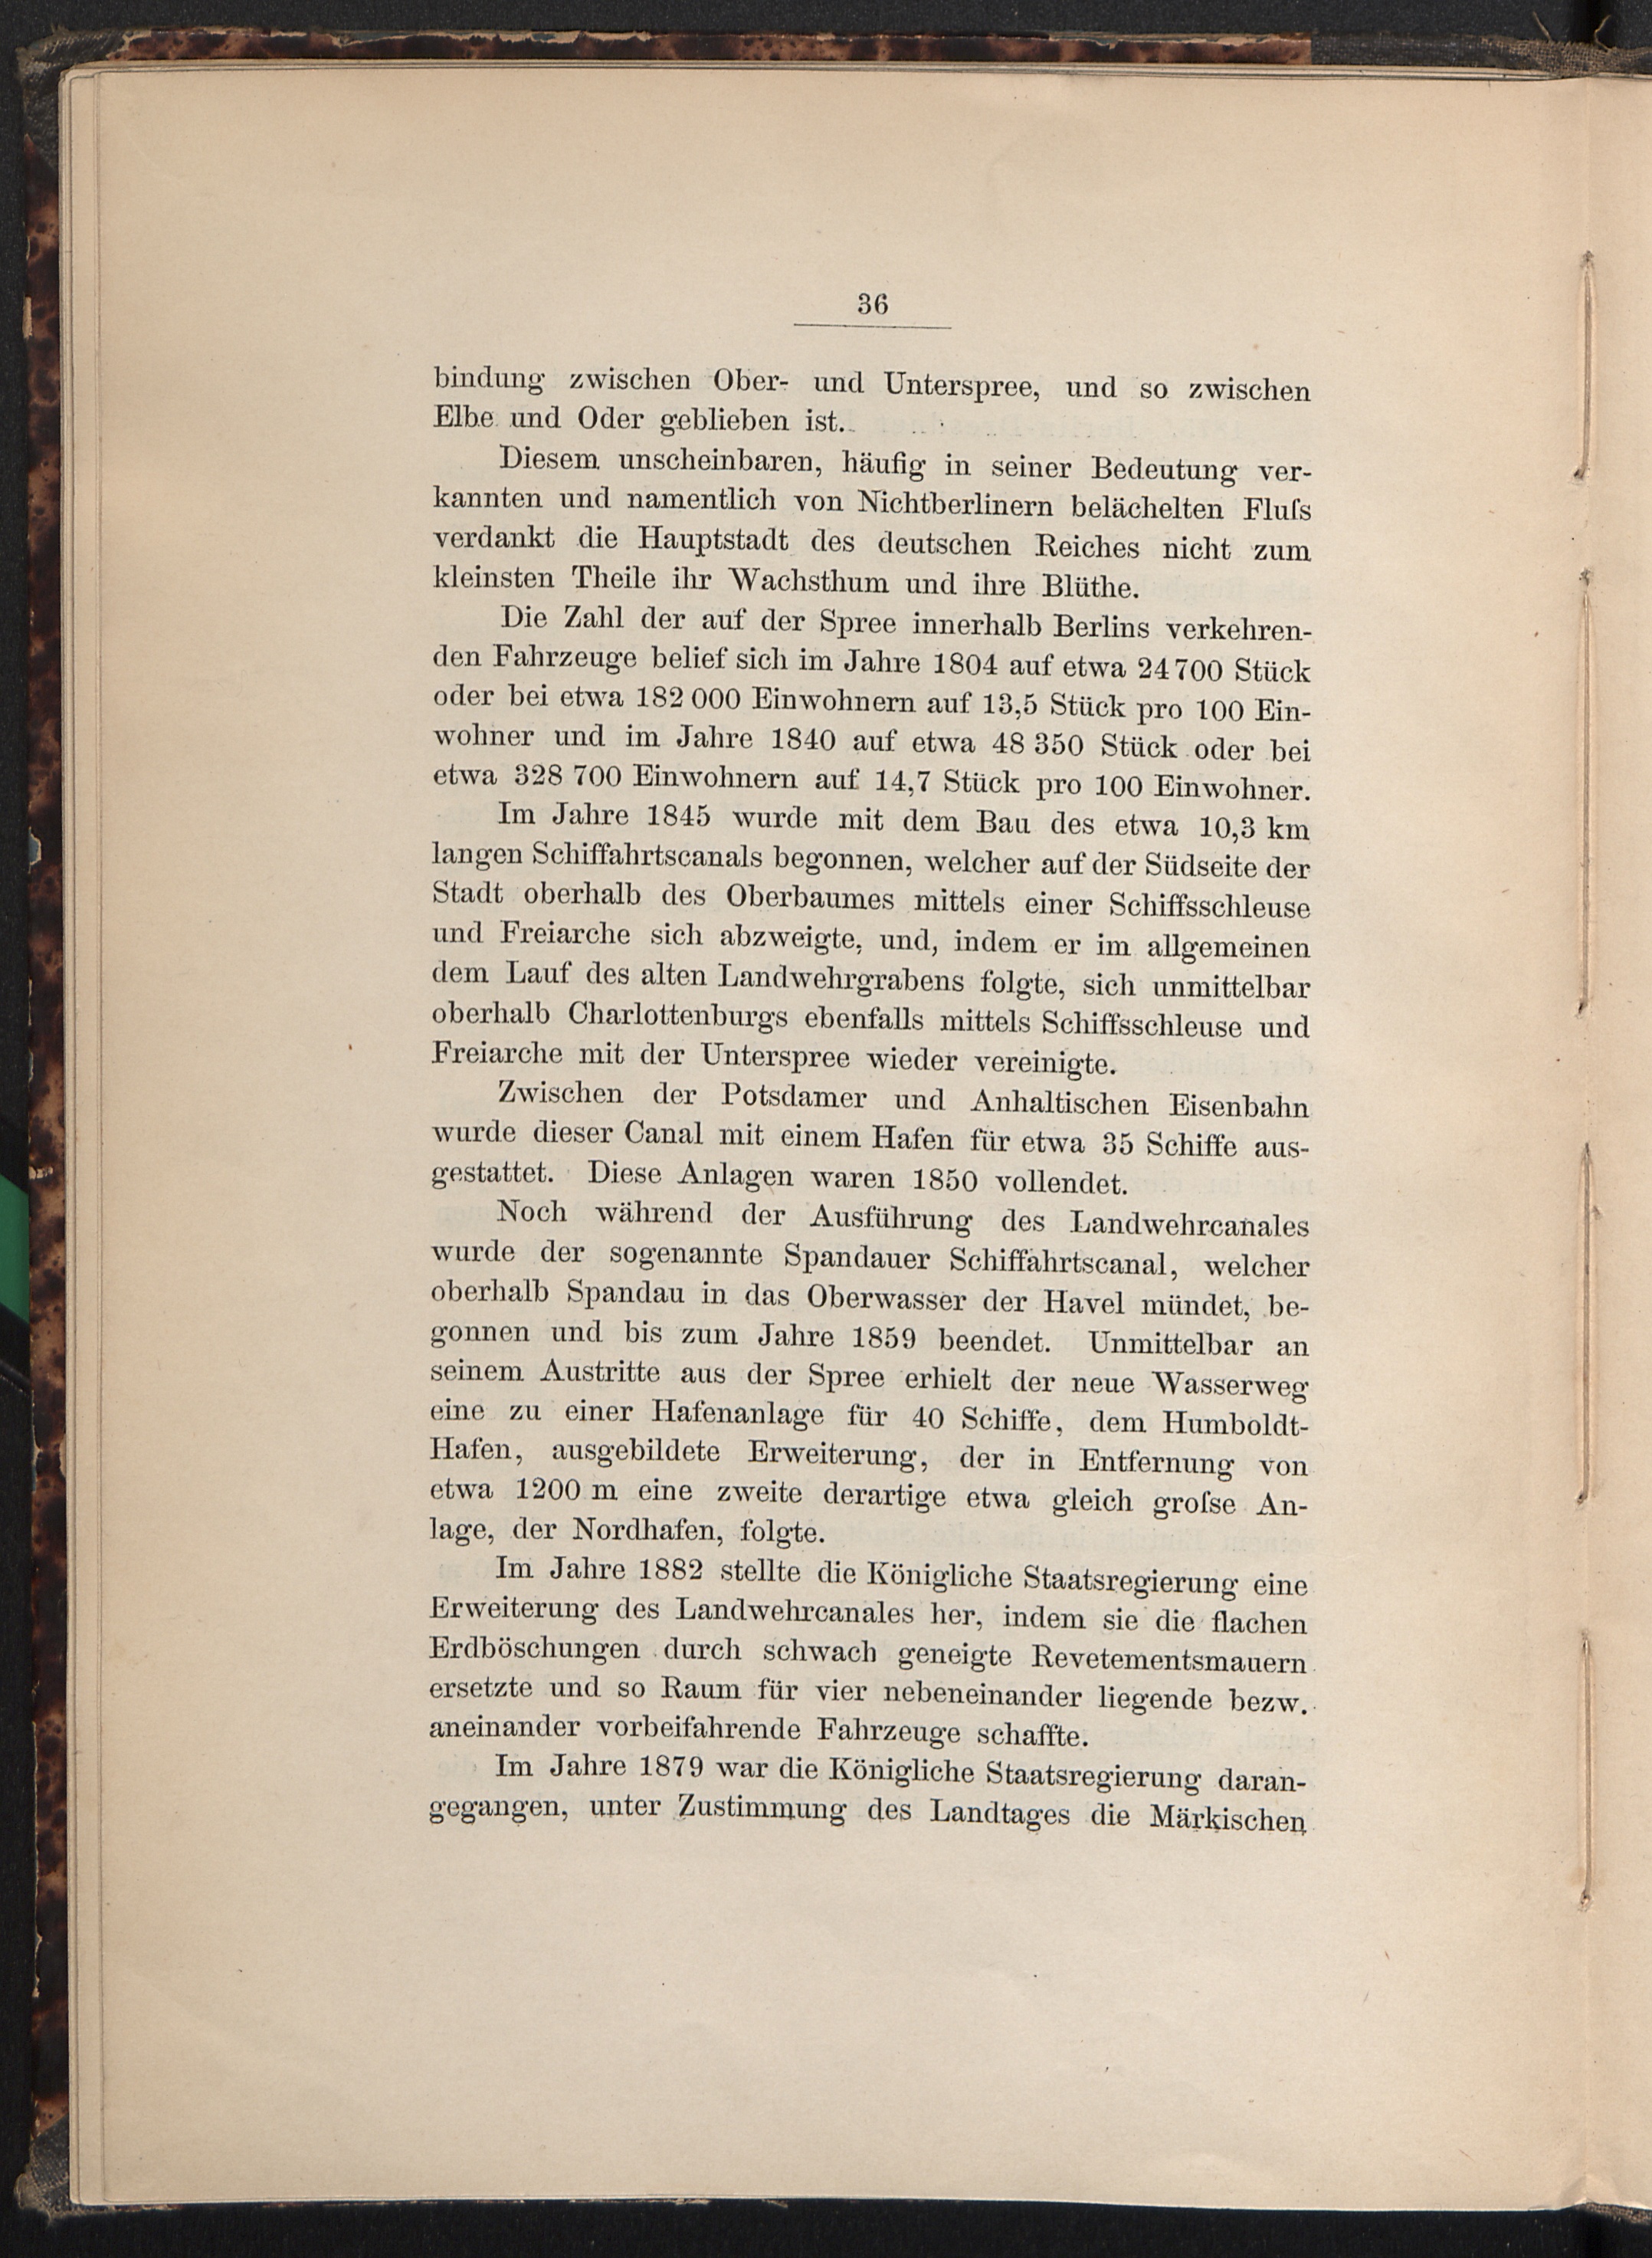 36
bindung zwischen Ober- und Unterspree, und so zwischen
Elbe und Oder geblieben ist.
Diesem unscheinbaren, häufig in seiner Bedeutung ver-
kannten und namentlich von Nichtberlinern belächelten Fluſs
verdankt die Hauptstadt des deutschen Reiches nicht zum
kleinsten Theile ihr Wachsthum und ihre Blüthe.
Die Zahl der auf der Spree innerhalb Berlins verkehren-
den Fahrzeuge belief sich im Jahre 1804 auf etwa 24 700 Stück
oder bei etwa 182 000 Einwohnern auf 13,5 Stück pro 100 Ein-
wohner und im Jahre 1840 auf etwa 48 350 Stück oder bei
etwa 328 700 Einwohnern auf 14,7 Stück pro 100 Einwohner.
Im Jahre 1845 wurde mit dem Bau des etwa 10,3 km
langen Schiffahrtscanals begonnen, welcher auf der Südseite der
Stadt oberhalb des Oberbaumes mittels einer Schiffsschleuse
und Freiarche sich abzweigte, und, indem er im allgemeinen
dem Lauf des alten Landwehrgrabens folgte, sich unmittelbar
oberhalb Charlottenburgs ebenfalls mittels Schiffsschleuse und
Freiarche mit der Unterspree wieder vereinigte.
Zwischen der Potsdamer und Anhaltischen Eisenbahn
wurde dieser Canal mit einem Hafen für etwa 35 Schiffe aus-
gestattet. Diese Anlagen waren 1850 vollendet.
Noch während der Ausführung des Landwehrcanales
wurde der sogenannte Spandauer Schiffahrtscanal, welcher
oberhalb Spandau in das Oberwasser der Havel mündet, be-
gonnen und bis zum Jahre 1859 beendet. Unmittelbar an
seinem Austritte aus der Spree erhielt der neue Wasserweg
eine zu einer Hafenanlage für 40 Schiffe, dem Humboldt-
Hafen, ausgebildete Erweiterung, der in Entfernung von
etwa 1200 m eine zweite derartige etwa gleich groſse An-
lage, der Nordhafen, folgte.
Im Jahre 1882 stellte die Königliche Staatsregierung eine
Erweiterung des Landwehrcanales her, indem sie die flachen
Erdböschungen durch schwach geneigte Revetementsmauern
ersetzte und so Raum für vier nebeneinander liegende bezw.
aneinander vorbeifahrende Fahrzeuge schaffte.
Im Jahre 1879 war die Königliche Staatsregierung daran-
gegangen, unter Zustimmung des Landtages die Märkischen